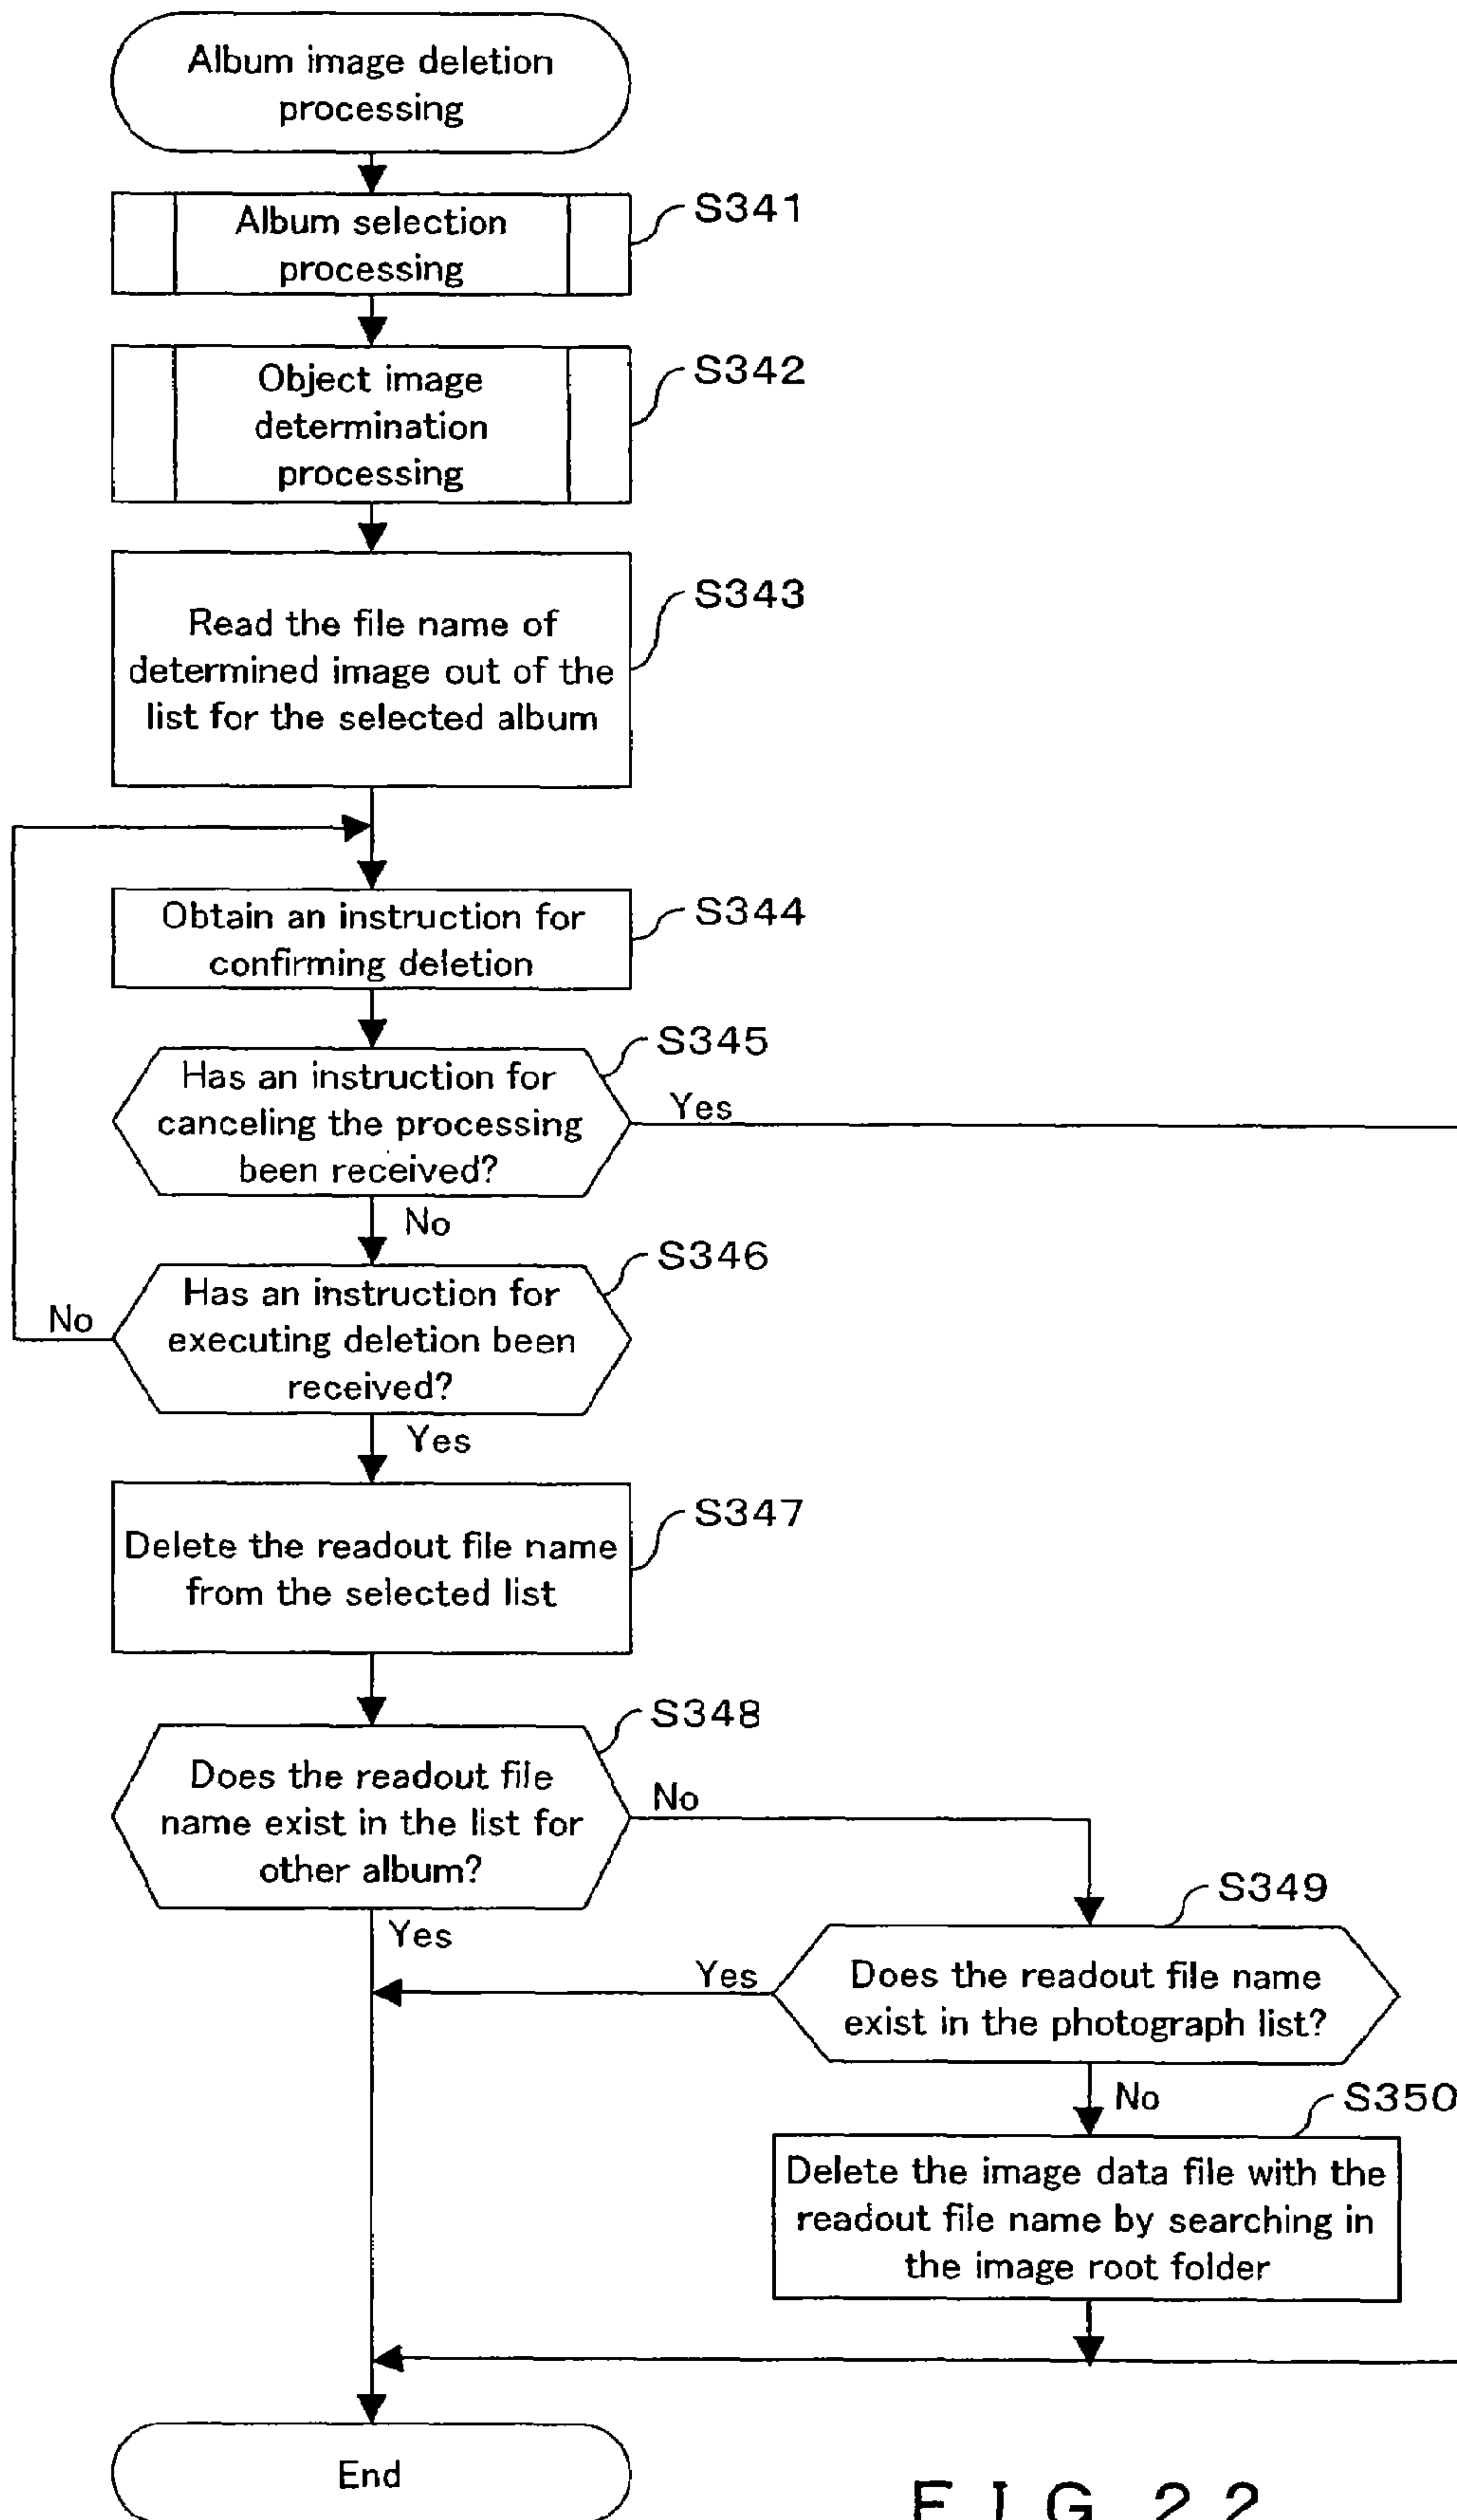 Album image deletion
processing
S341
Album selection
processing
S342
Object image
determination
processing
S343
Read the file name of
determined image out of the
list for the selected album
S344
Obtain an instruction for
confirming deletion
S345
Has an instruction for
canceling the processing
been received?
Yes
No
S346
Has an instruction for
executing deletion been
received?
No
Yes
S347
Delete the readout file name
from the selected list
S348
Does the readout file
name exist in the list for
other album?
No
Yes
S349
Does the readout file name
exist in the photograph list?
Yes
No
S350
Delete the image data file with the
readout file name by searching in
the image root folder
End
FIG 22